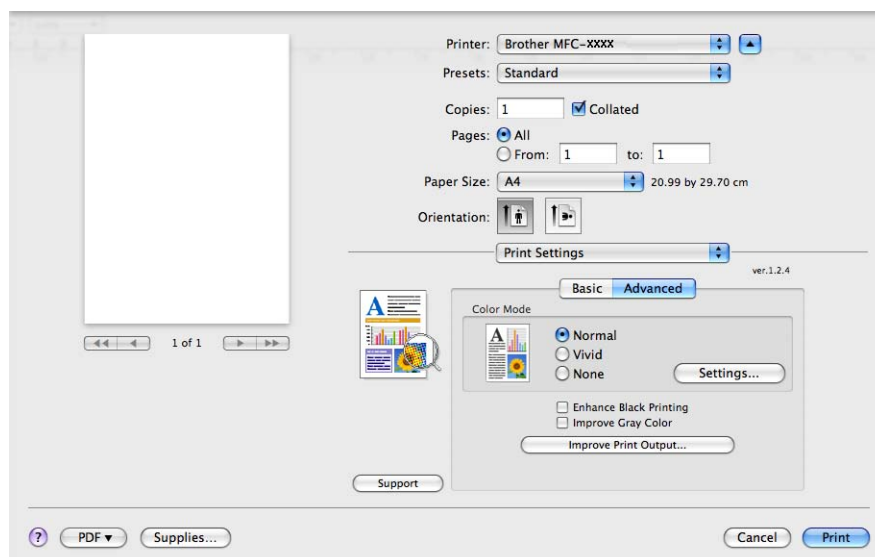 Printer: Brother MFC-XXXX
Presets: Standard
Copies: 1 Collated
Pages: All
From: 1 to: 1
Paper Size: A4 20.99 by 29.70 cm
Orientation:
Print Settings
ver.1.2.4
Basic Advanced
Color Mode
A
A
Normal
Vivid
None
Settings...
1 of 1
Enhance Black Printing
Improve Gray Color
Improve Print Output...
Support
? PDF Supplies... Cancel Print